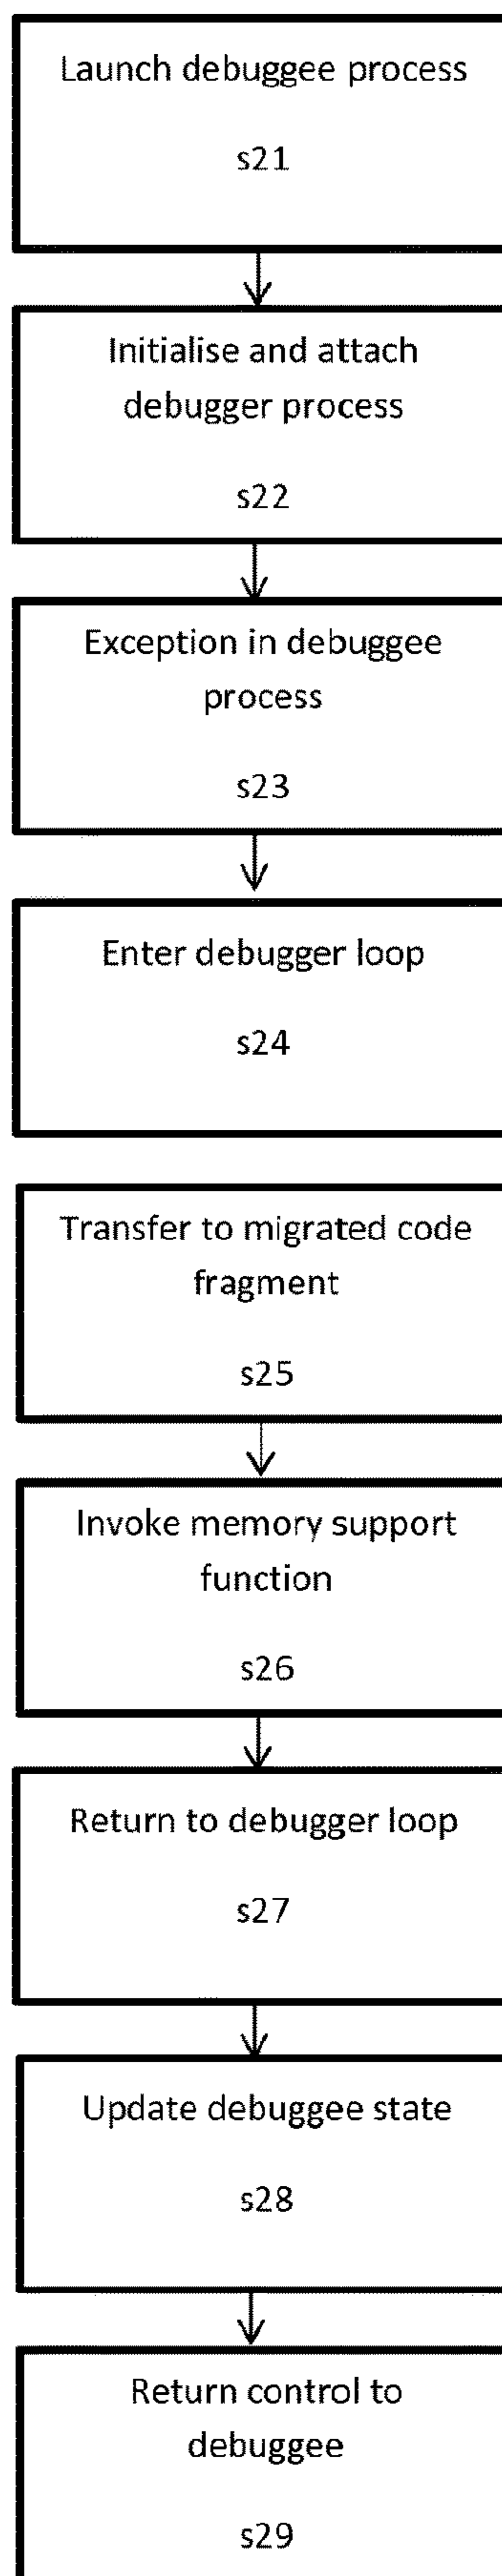 Launch debuggee process
s21
Initialise and attach
debugger process
s22
Exception in debuggee
process
s23
Enter debugger loop
s24
Transfer to migrated code
fragment
s25
Invoke memory support
function
s26
Return to debugger loop
s27
Update debuggee state
s28
Return control to
debuggee
s29